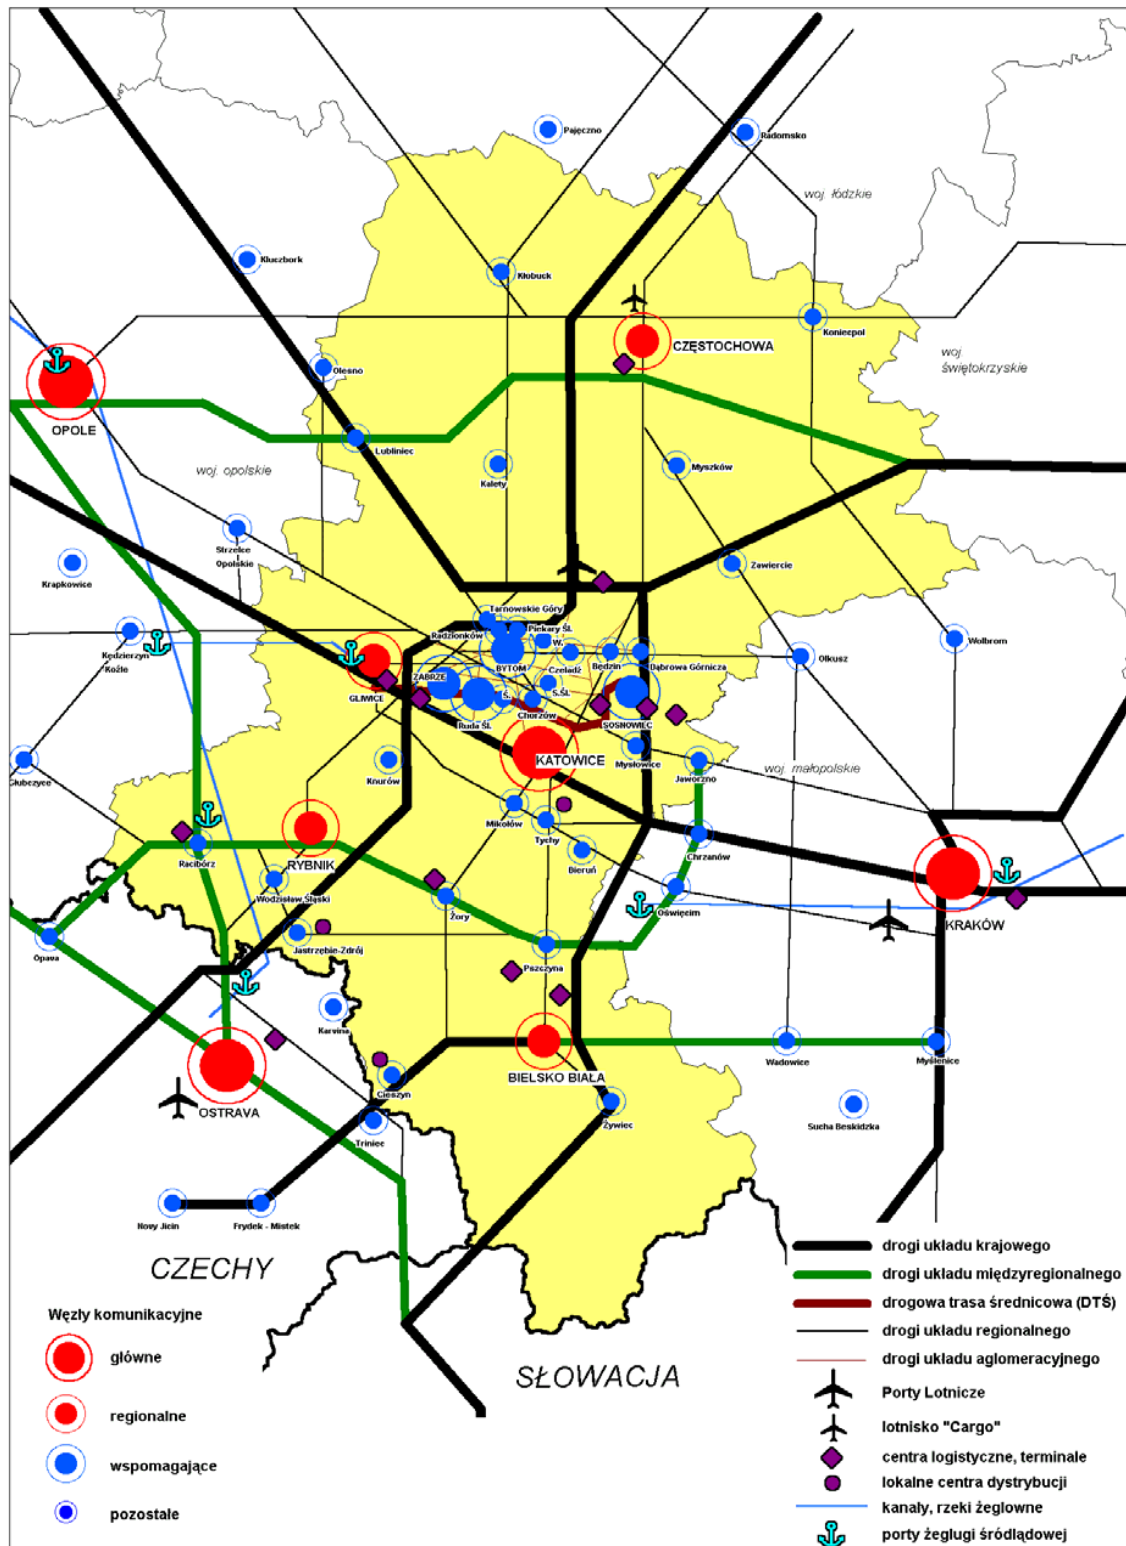 Pajęczno
Radomsko
woj. łódzkie
Kluczbork
Kłobuck
Koniecpol
CZĘSTOCHOWA
woj.
świętokrzyskie
Olesno
OPOLE
Lubliniec
woj. opolskie
Kalety
Myszków
Strzelce
Opolskie
Krapkowice
Zawiercie
Tarnowskie Góry
Radzionków
Piekary Śl.
W.
Wolbrom
Kędzierzyn
Koźle
BYTOM
Czeladź
Będzin
Dąbrowa Górnicza
Olkusz
ZABRZE
GLIWICE
Ś.
S.Śl.
Ruda Śl.
Chorzów
SOSNOWIEC
KATOWICE
Mysłowice
woj. małopolskie
Głubczyce
Knurów
Jaworzno
Mikołów
Tychy
Racibórz
RYBNIK
Bieruń
Chrzanów
Wodzisław Śląski
Żory
Oświęcim
KRAKÓW
Opava
Jastrzębie-Zdrój
Pszczyna
Karvina
BIELSKO BIAŁA
Wadowice
Myślenice
Cieszyn
OSTRAVA
Triniec
Żywiec
Sucha Beskidzka
Novy Jicin
Frydek - Mistek
CZECHY
SŁOWACJA
Węzły komunikacyjne
główne
regionalne
wspomagające
pozostałe
drogi układu krajowego
drogi układu międzyregionalnego
drogowa trasa średnicowa (DTŚ)
drogi układu regionalnego
drogi układu aglomeracyjnego
Porty Lotnicze
lotnisko "Cargo"
centra logistyczne, terminale
lokalne centra dystrybucji
kanały, rzeki żeglowne
porty żeglugi śródlądowej